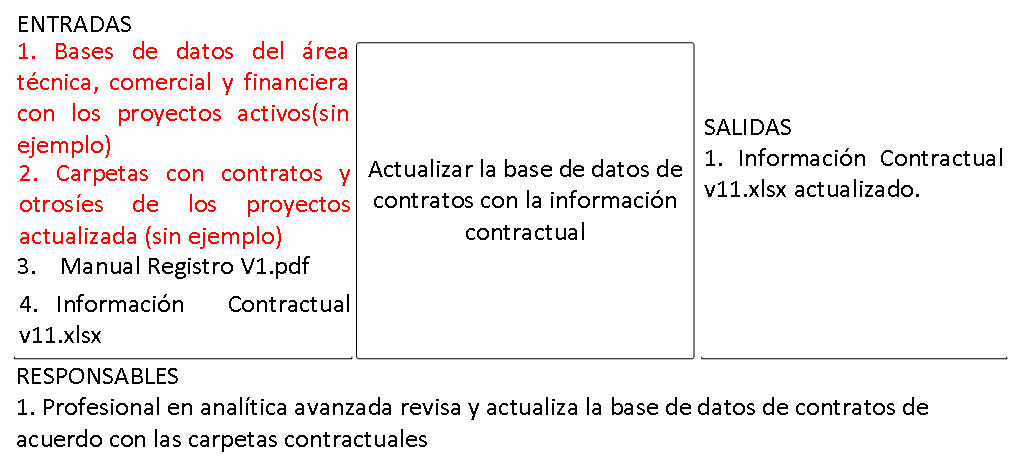 ENTRADAS
1. Bases de datos del área
técnica, comercial y financiera
con los proyectos activos(sin
ejemplo)
2. Carpetas con contratos y
otrosíes de los proyectos
actualizada (sin ejemplo)
3. Manual Registro V1.pdf
4. Información Contractual
v11.xlsx
Actualizar la base de datos de
contratos con la información
contractual
SALIDAS
1. Información Contractual
v11.xlsx actualizado.
RESPONSABLES
1. Profesional en analítica avanzada revisa y actualiza la base de datos de contratos de
acuerdo con las carpetas contractuales